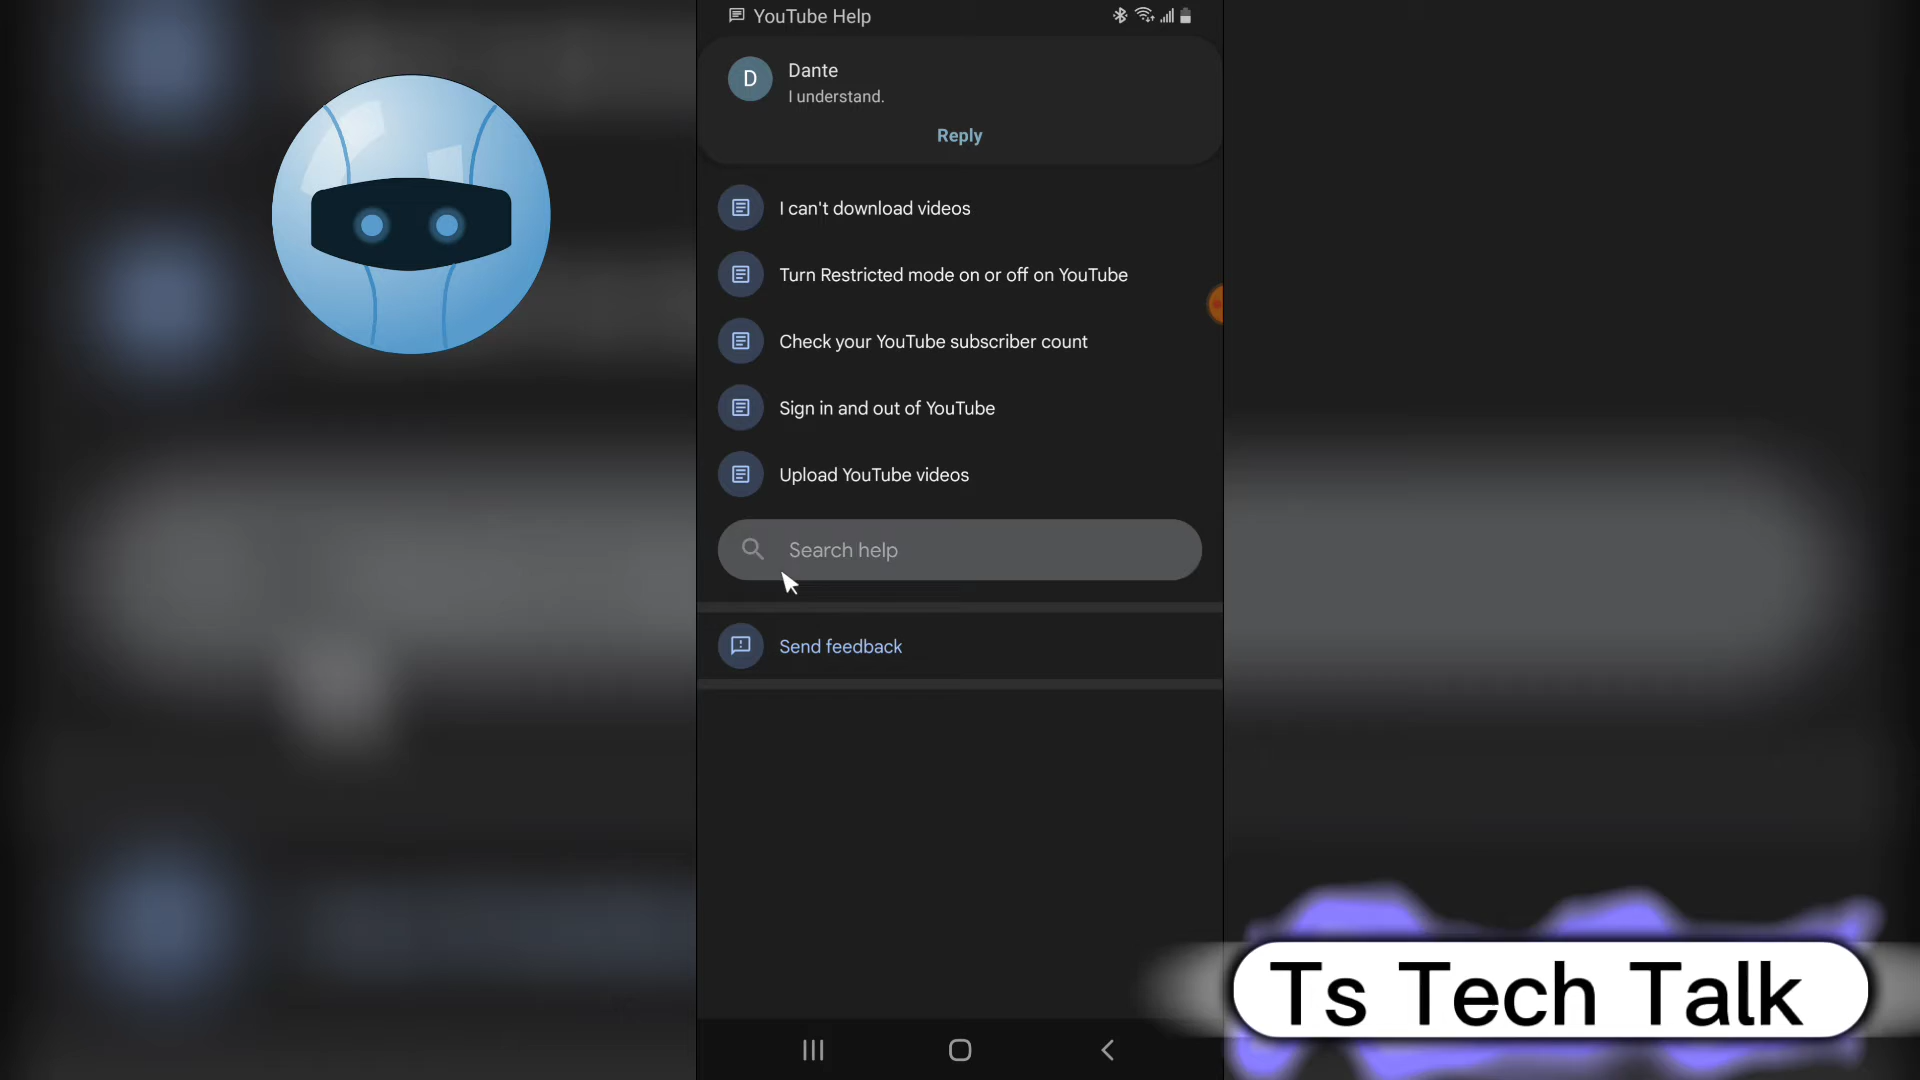 YouTube Help
D
Dante
I understand.
Reply
I can't download videos
Turn Restricted mode on or off on YouTube
Check your YouTube subscriber count
Sign in and out of YouTube
Upload YouTube videos
Search help
Send feedback
Ts Tech Talk